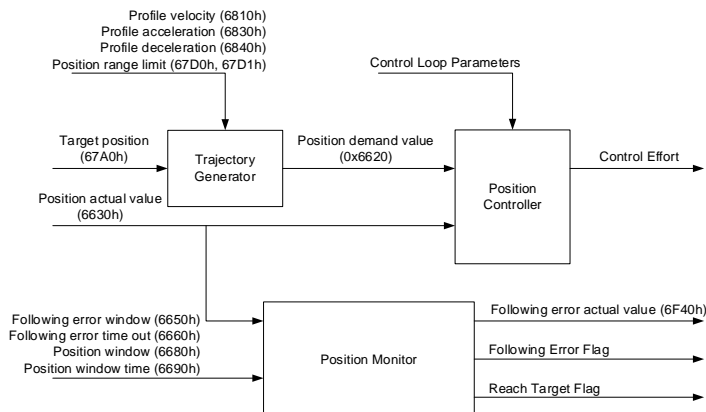 Profile velocity (6810h)
Profile acceleration (6830h)
Profile deceleration (6840h)
Position range limit (67D0h, 67D1h)
Control Loop Parameters
Target position
(67A0h)
Trajectory
Generator
Position demand value
(0x6620)
Position
Controller
Control Effort
Position actual value
(6630h)
Following error window (6650h)
Following error time out (6660h)
Position window (6680h)
Position window time (6690h)
Position Monitor
Following error actual value (6F40h)
Following Error Flag
Reach Target Flag